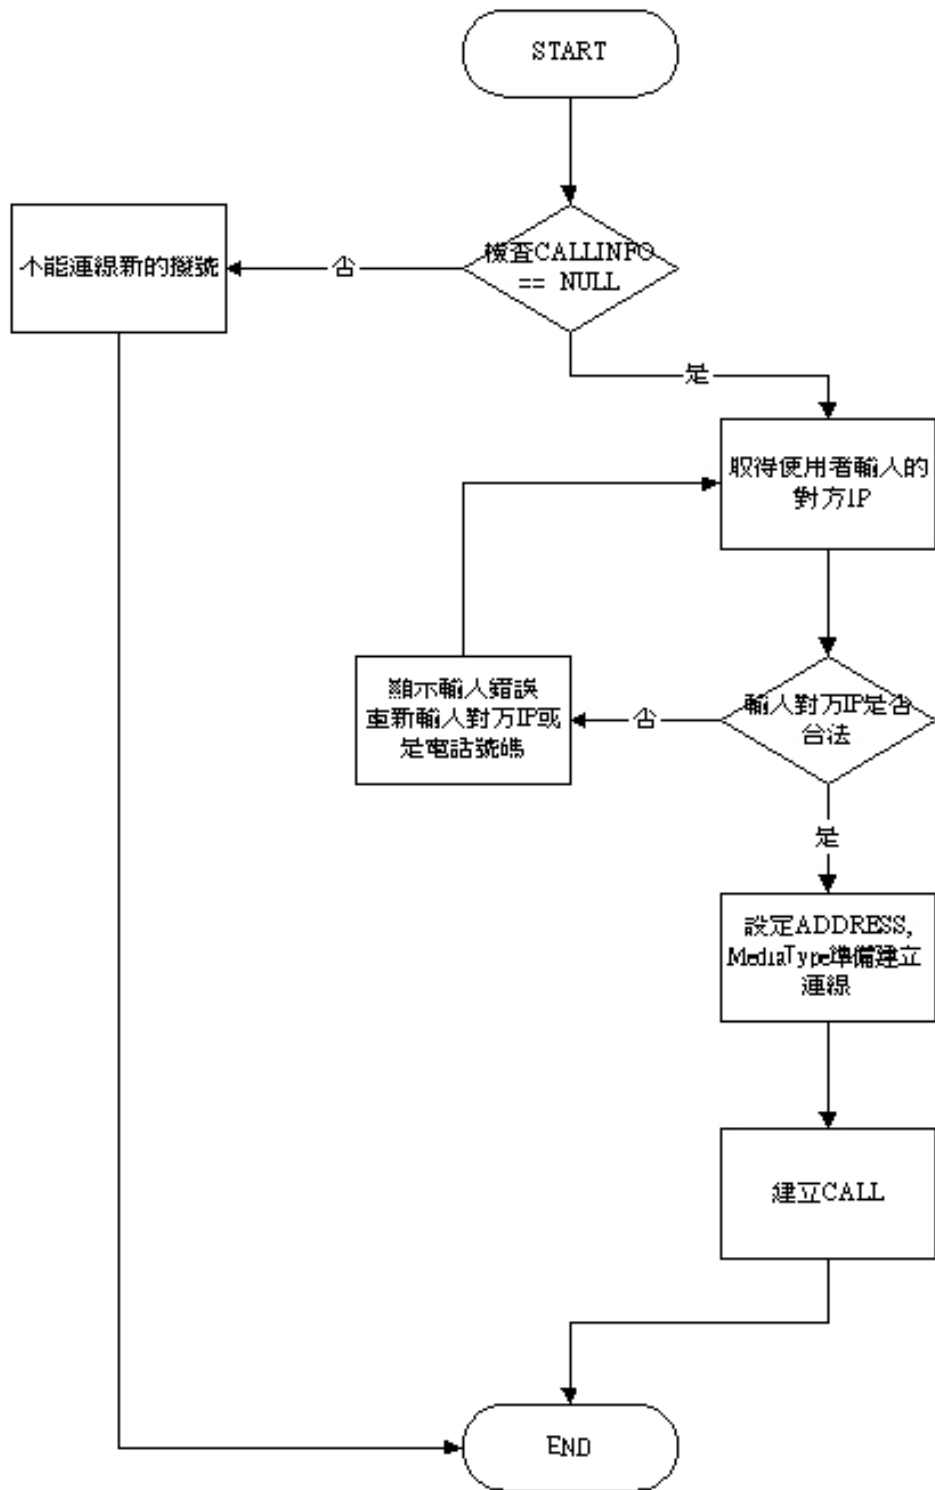 START
檢查CALLINFO
== NULL
否
不能連線新的撥號
是
取得使用者輸入的
對方IP
輸入對方IP是否
合法
否
顯示輸入錯誤
重新輸入對方IP或
是電話號碼
是
設定ADDRESS,
MediaType準備建立
連線
建立CALL
END